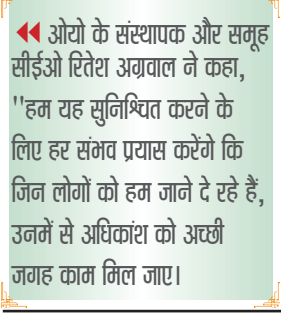 ओयो के संस्थापक और समूह
सीईओ रितेश अग्रवाल ने कहा,
''हम यह सुनिश्चित करने के
लिए हर संभव प्रयास करेंगे कि
जिन लोगों को हम जाने दे रहे हैं,
उनमें से अधिकांश को अच्छी
जगह काम मिल जाए।